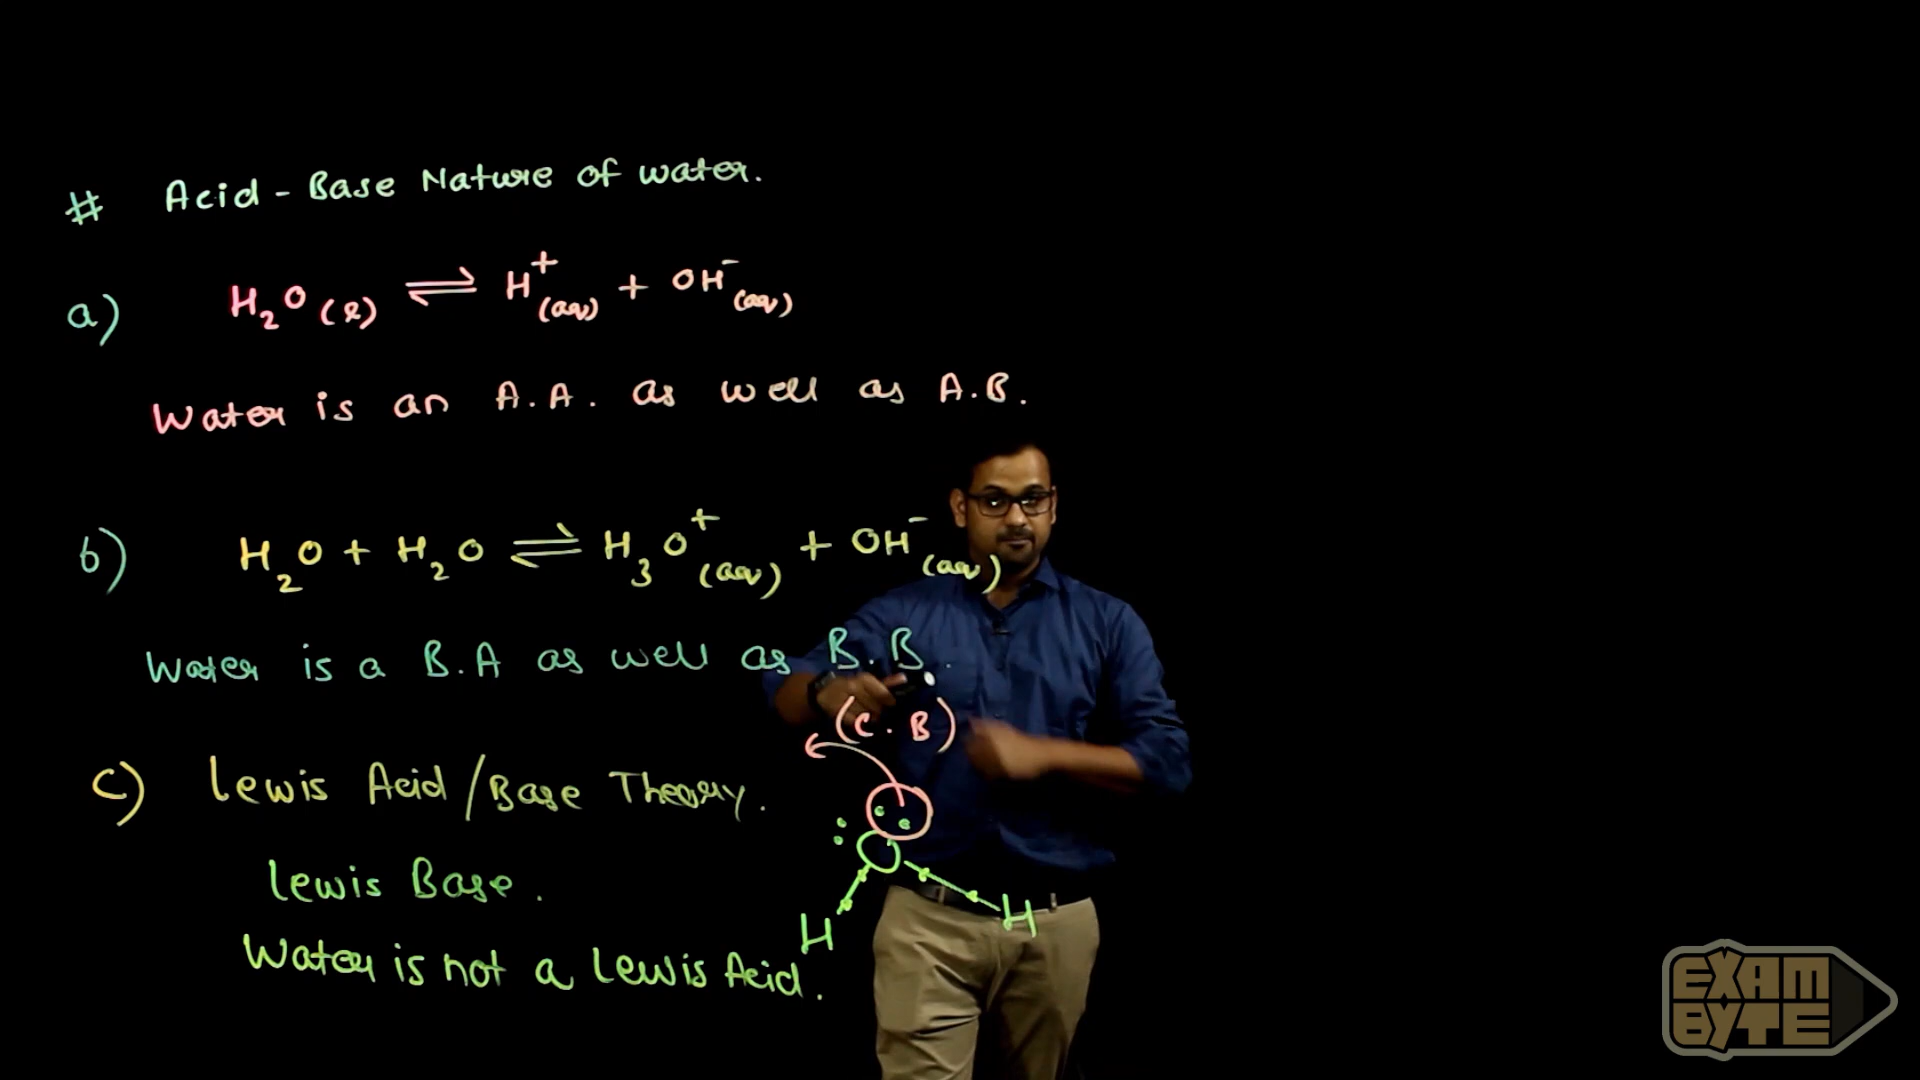 # Acid - Base Nature of water.
a) H₂O (l) ⇌ H⁺(aq) + OH⁻(aq)
Water is an A.A. as well as A.B.
b) H₂O + H₂O ⇌ H₃O⁺(aq) + OH⁻(aq)
Water is a B.A as well as B.B.
(C.B)
c) Lewis Acid/Base Theory.
Lewis Base.
H H
Water is not a Lewis Acid.
EXAM
BYTE